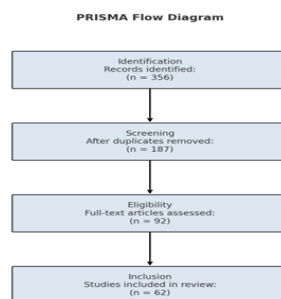 PRISMA Flow Diagram
Identification
Records identified:
(n = 356)
Screening
After duplicates removed:
(n = 187)
Eligibility
Full-text articles assessed:
(n = 92)
Inclusion
Studies included in review:
(n = 62)